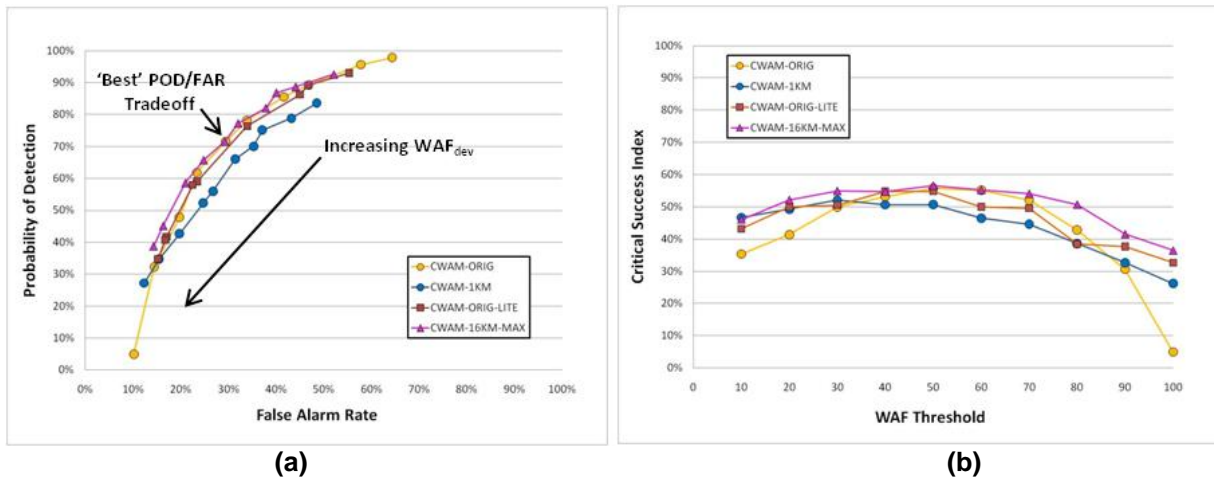 100%
90%
80%
70%
60%
50%
40%
30%
20%
10%
0%
Probability of Detection
'Best' POD/FAR
Tradeoff
Increasing WAFdev
CWAM-ORIG
CWAM-1KM
CWAM-ORIG-LITE
CWAM-16KM-MAX
0% 10% 20% 30% 40% 50% 60% 70% 80% 90% 100%
False Alarm Rate
(a)
100%
90%
80%
70%
60%
50%
40%
30%
20%
10%
0%
Critical Success Index
CWAM-ORIG
CWAM-1KM
CWAM-ORIG-LITE
CWAM-16KM-MAX
0 10 20 30 40 50 60 70 80 90 100
WAF Threshold
(b)